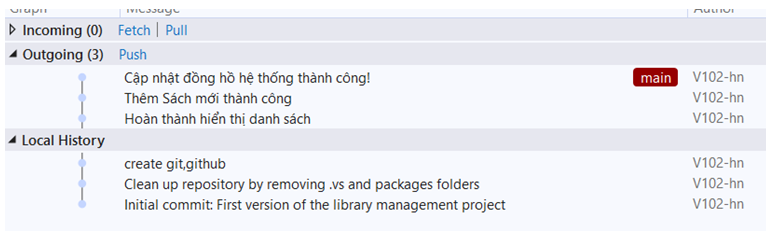 Graph Message Author
Incoming (0) Fetch | Pull
Outgoing (3) Push
Cập nhật đồng hồ hệ thống thành công! main V102-hn
Thêm Sách mới thành công V102-hn
Hoàn thành hiển thị danh sách V102-hn
Local History
create git,github V102-hn
Clean up repository by removing .vs and packages folders V102-hn
Initial commit: First version of the library management project V102-hn